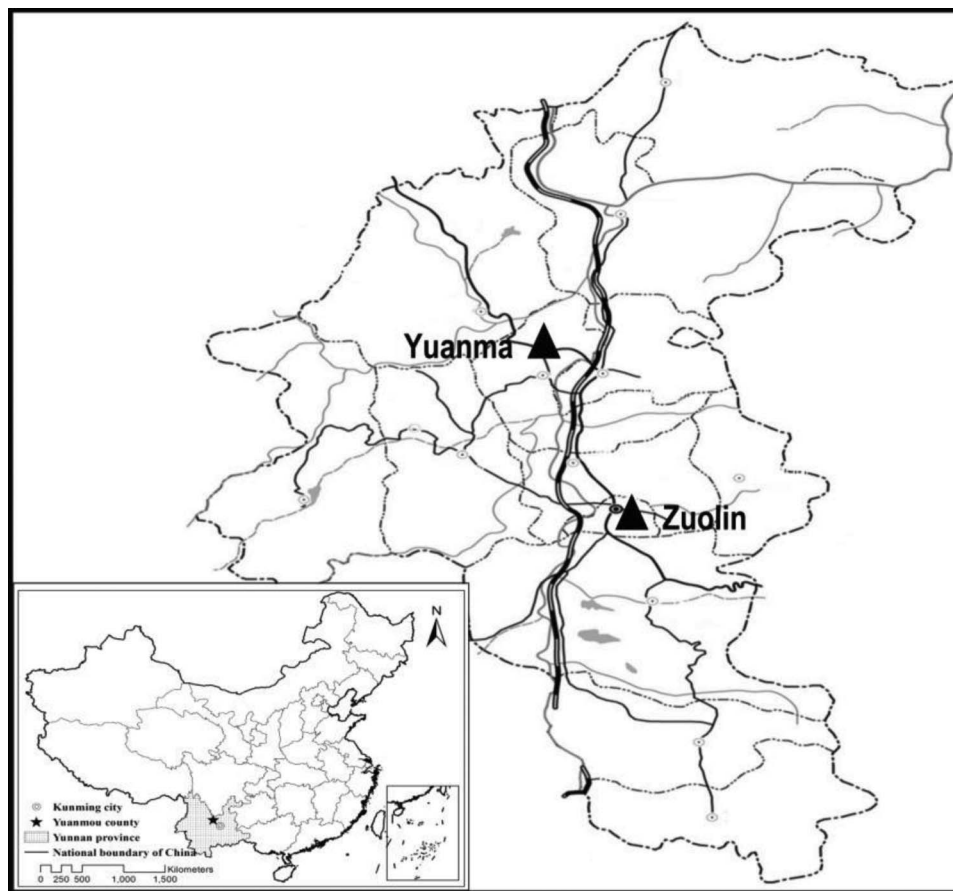 Yuanma
Zuolin
N
Kunming city
Yuanmou county
Yunnan province
National boundary of China
0 250 500 1,000 1,500
Kilometers